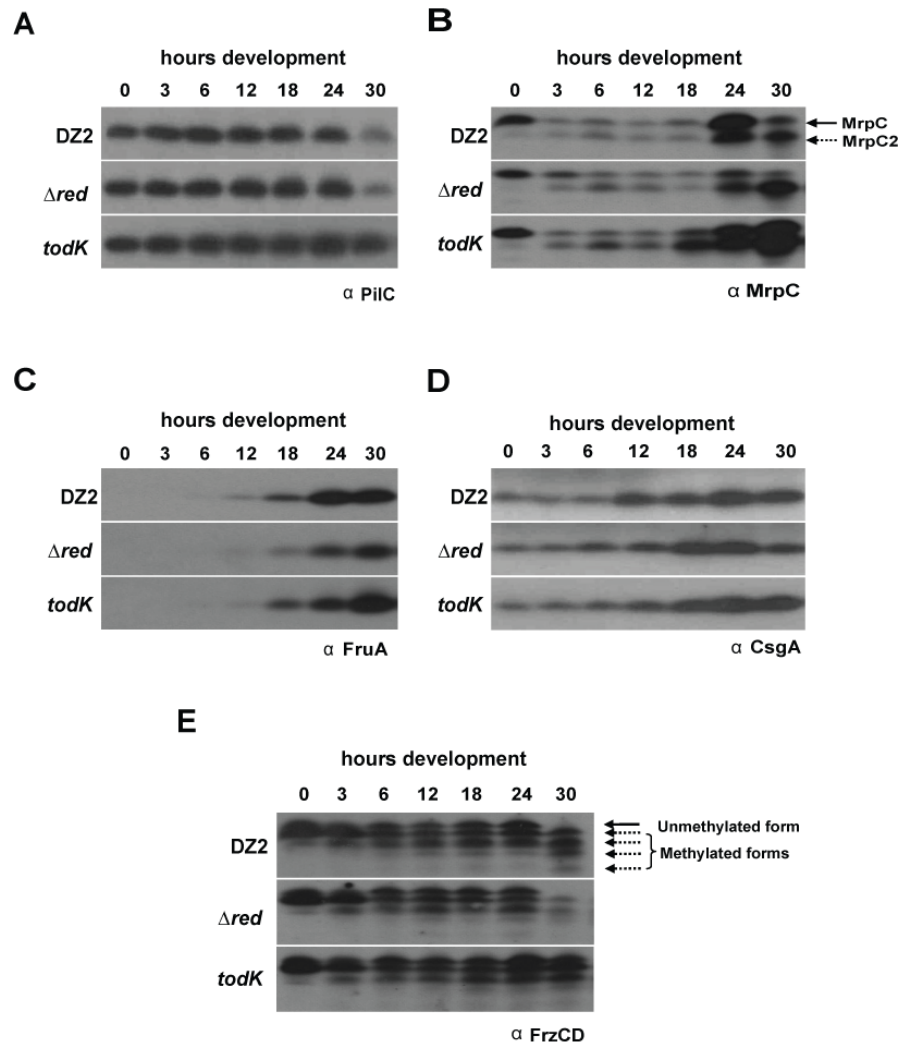 A
hours development
0 3 6 12 18 24 30
DZ2
Δred
todK
α PilC
B
hours development
0 3 6 12 18 24 30
DZ2
Δred
todK
MrpC
MrpC2
α MrpC
C
hours development
0 3 6 12 18 24 30
DZ2
Δred
todK
α FruA
D
hours development
0 3 6 12 18 24 30
DZ2
Δred
todK
α CsgA
E
hours development
0 3 6 12 18 24 30
DZ2
Δred
todK
Unmethylated form
Methylated forms
α FrzCD